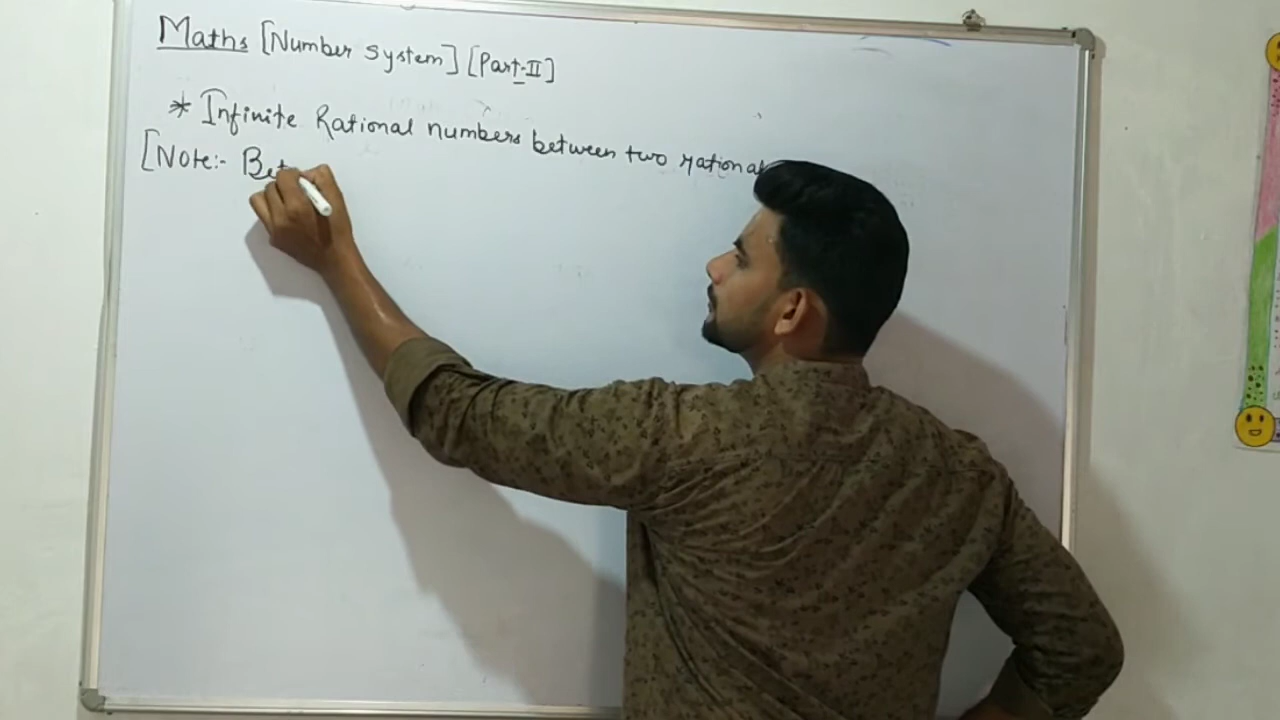 Maths [Number System] [Part-II]
* Infinite Rational numbers between two rational
[Note:- Bet